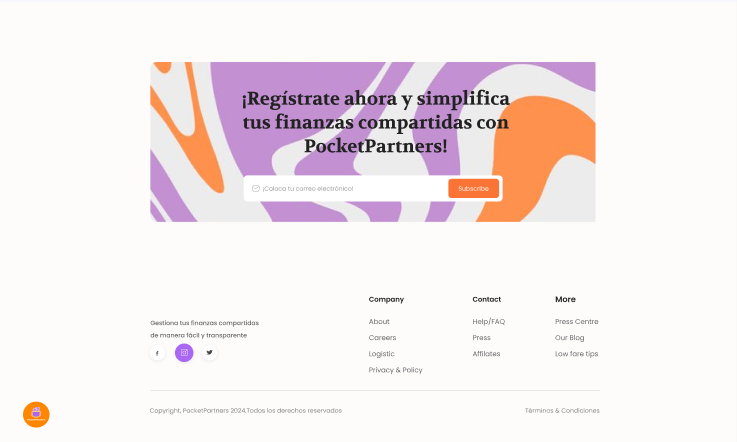 ¡Regístrate ahora y simplifica
tus finanzas compartidas con
PocketPartners!
¡Coloca tu correo electrónico!
Subscribe
Gestiona tus finanzas compartidas
de manera fácil y transparente
Company
About
Careers
Logistic
Privacy & Policy
Contact
Help/FAQ
Press
Affilates
More
Press Centre
Our Blog
Low fare tips
Copyright, PocketPartners 2024.Todos los derechos reservados
Términos & Condiciones